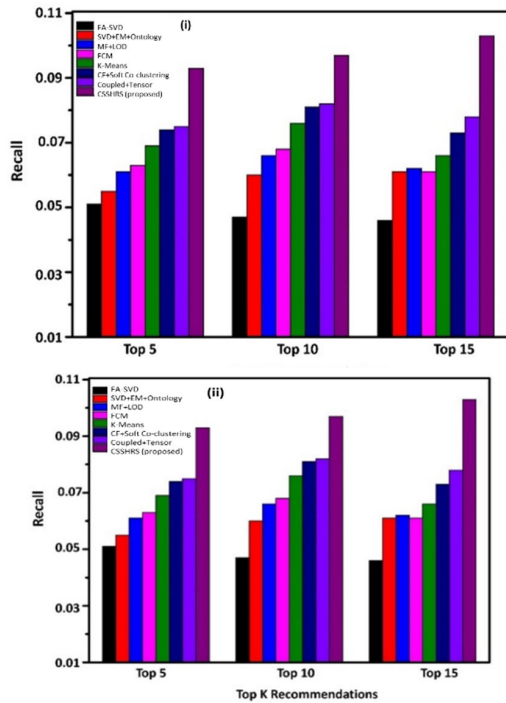 (i)
FA-SVD
SVD+EM+Ontology
MF+LOD
FCM
K-Means
CF+Soft Co-clustering
Coupled+Tensor
CSSHRS (proposed)
0.11
0.09
0.07
0.05
0.03
0.01
Recall
Top 5 Top 10 Top 15
(ii)
FA-SVD
SVD+EM+Ontology
MF+LOD
FCM
K-Means
CF+Soft Co-clustering
Coupled+Tensor
CSSHRS (proposed)
0.11
0.09
0.07
0.05
0.03
0.01
Recall
Top 5 Top 10 Top 15
Top K Recommendations